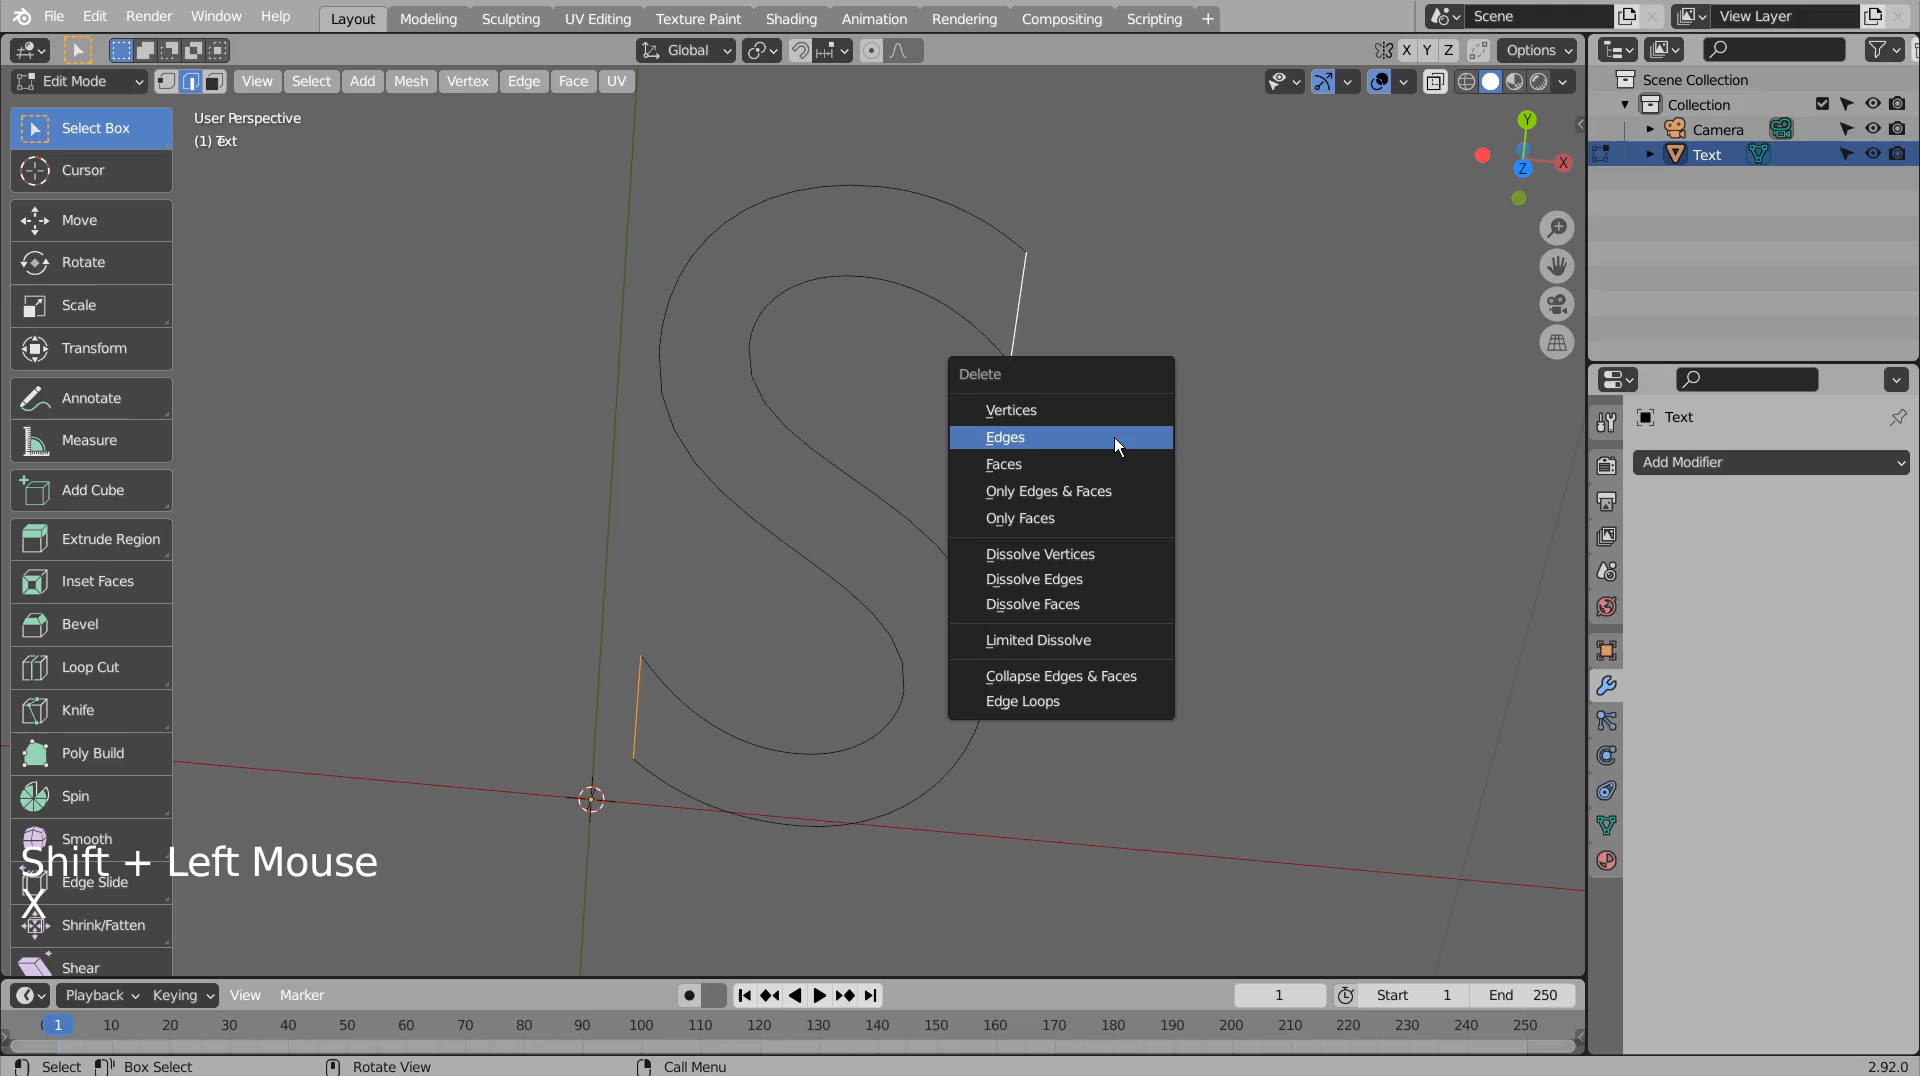 File Edit Render Window Help Layout Modeling Sculpting UV Editing Texture Paint Shading Animation Rendering Compositing Scripting + Scene View Layer
Global X Y Z Options
Edit Mode View Select Add Mesh Vertex Edge Face UV
Scene Collection
Collection
Camera
Text
Select Box
Cursor
Move
Rotate
Scale
Transform
Annotate
Measure
Add Cube
Extrude Region
Inset Faces
Bevel
Loop Cut
Knife
Poly Build
Spin
Smooth
Edge Slide
Shrink/Fatten
Shear
User Perspective
(1) Text
Y
X
Z
Delete
Vertices
Edges
Faces
Only Edges & Faces
Only Faces
Dissolve Vertices
Dissolve Edges
Dissolve Faces
Limited Dissolve
Collapse Edges & Faces
Edge Loops
Shift + Left Mouse
X
Text
Add Modifier
Playback Keying View Marker 1 Start 1 End 250
1 10 20 30 40 50 60 70 80 90 100 110 120 130 140 150 160 170 180 190 200 210 220 230 240 250
Select Box Select Rotate View Call Menu 2.92.0